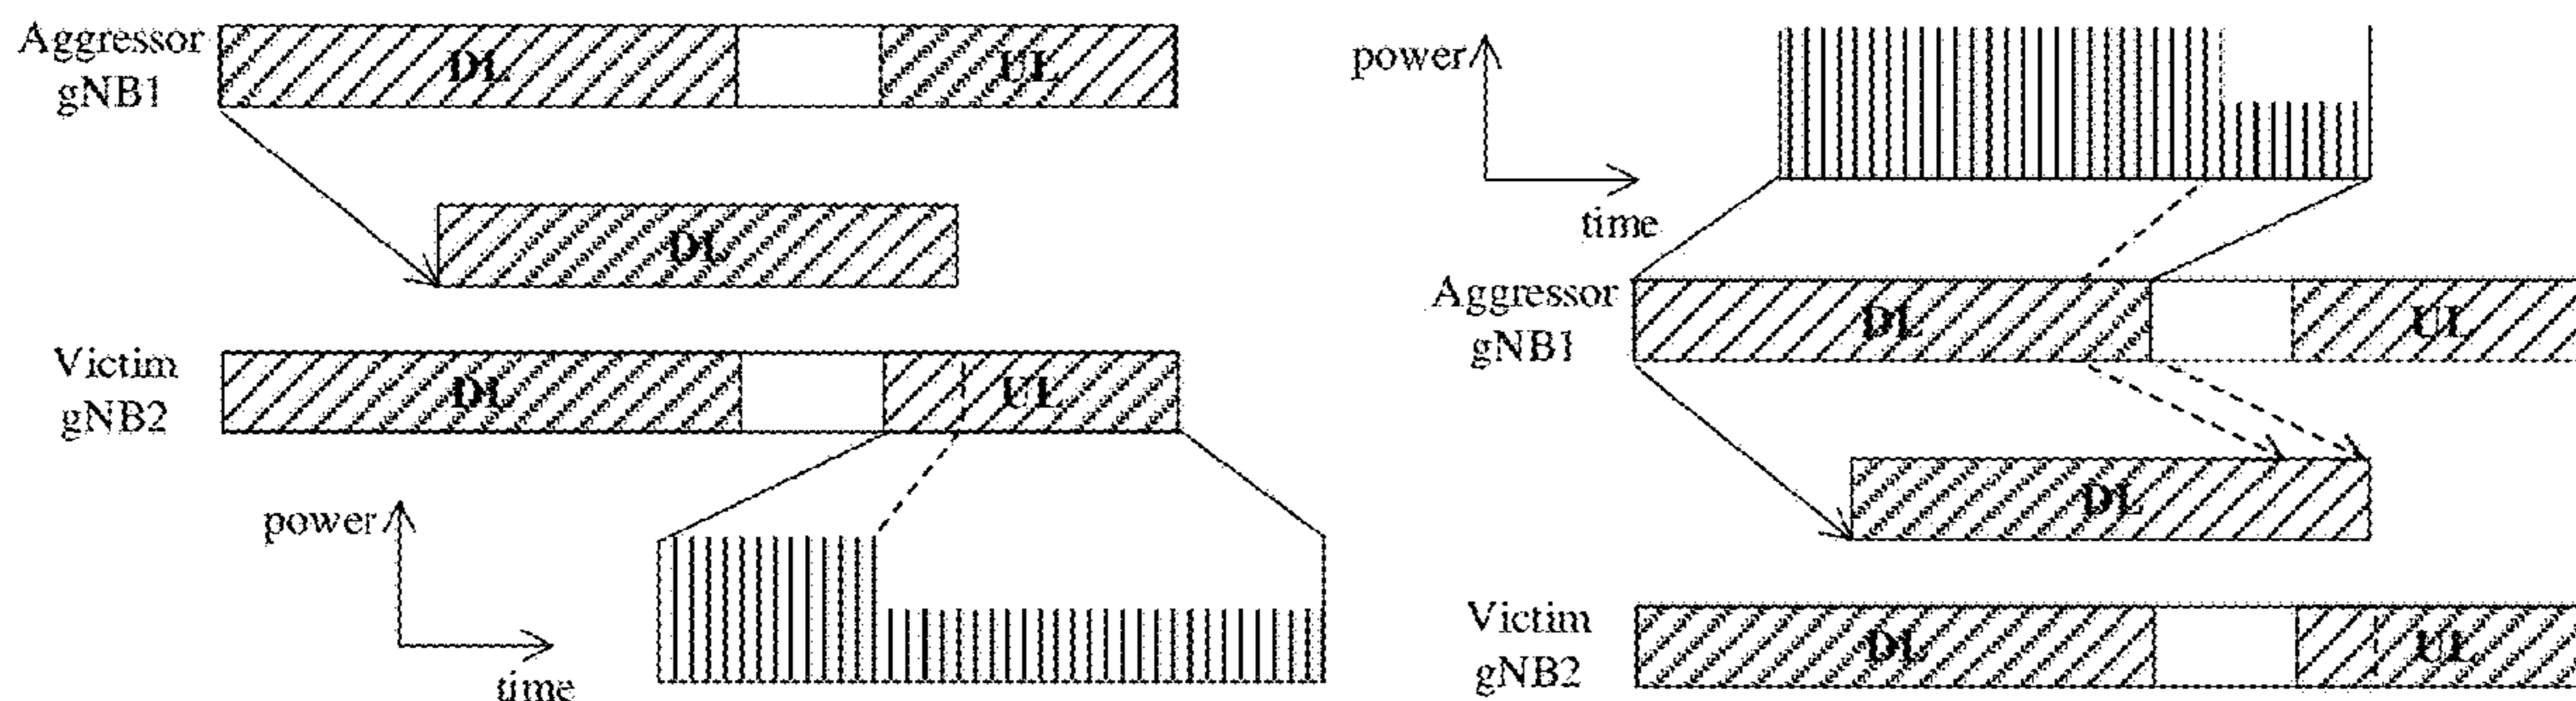 Aggressor
gNB1
DL
UL
DL
Victim
gNB2
DL
UL
power
time
power
time
Aggressor
gNB1
DL
UL
DL
Victim
gNB2
DL
UL